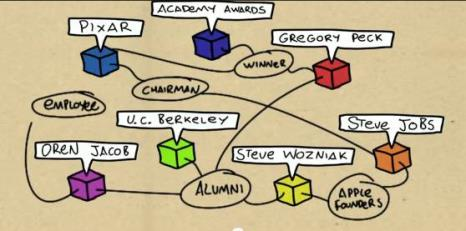 ACADEMY AWARDS
PIXAR
GREGORY PECK
WINNER
CHAIRMAN
EMPLOYEE
U.C. BERKELEY
STEVE JOBS
OREN JACOB
STEVE WOZNIAK
ALUMNI
APPLE
FOUNDERS